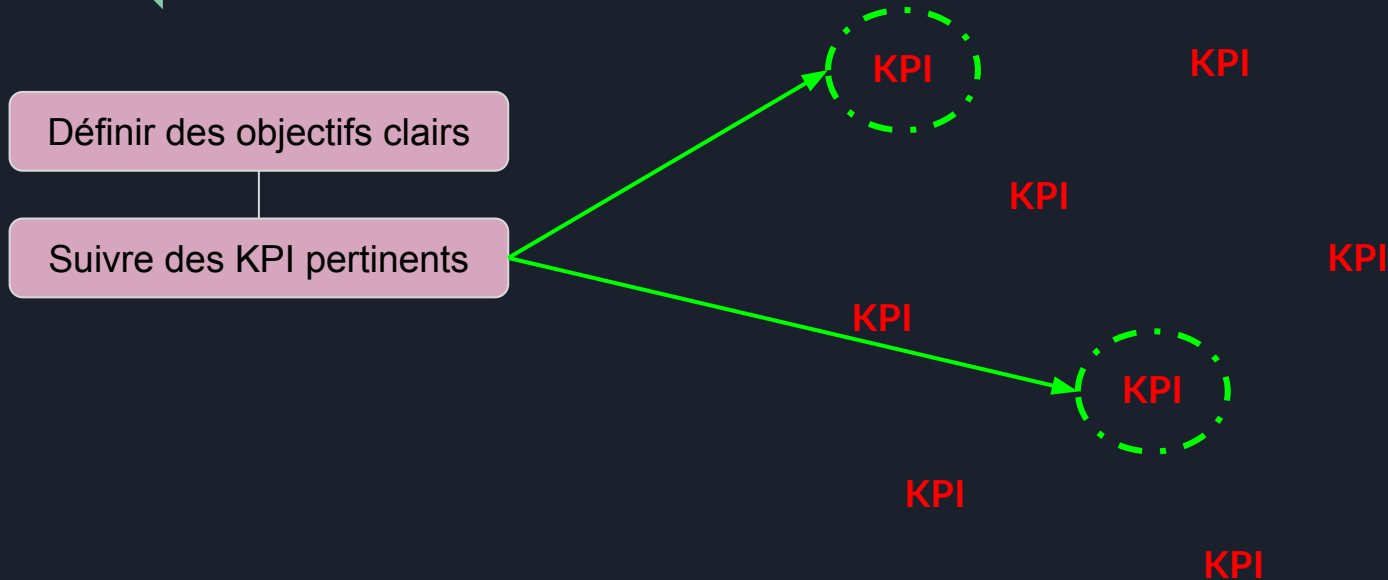 Définir des objectifs clairs
Suivre des KPI pertinents
KPI
KPI
KPI
KPI
KPI
KPI
KPI
KPI